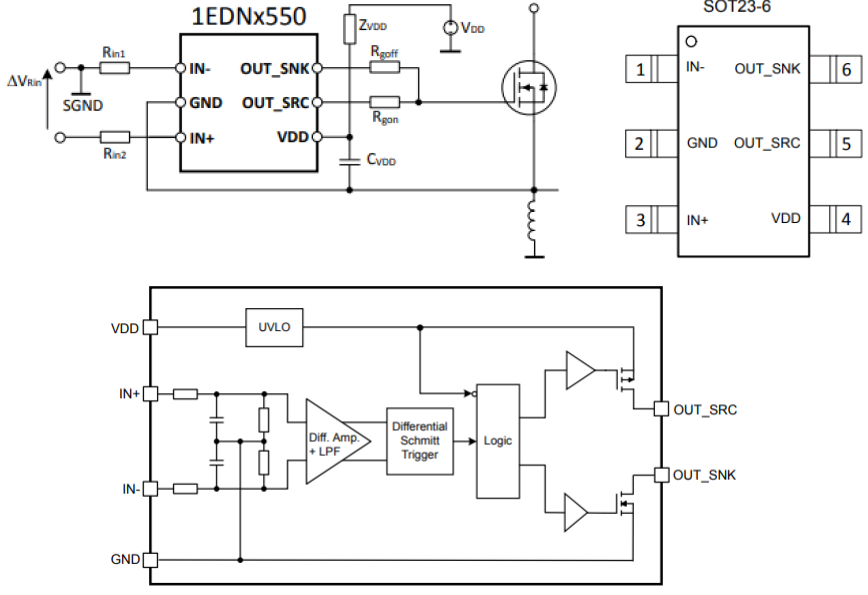 1EDNx550
SOT23-6
ZVDD
VDD
Rin1
IN-
OUT_SNK
Rgoff
ΔVRin
SGND
GND
OUT_SRC
Rgon
IN+
VDD
Rin2
CVDD
1
IN-
OUT_SNK
6
2
GND
OUT_SRC
5
3
IN+
VDD
4
VDD
UVLO
IN+
OUT_SRC
Diff. Amp.
+ LPF
Differential
Schmitt
Trigger
Logic
IN-
OUT_SNK
GND